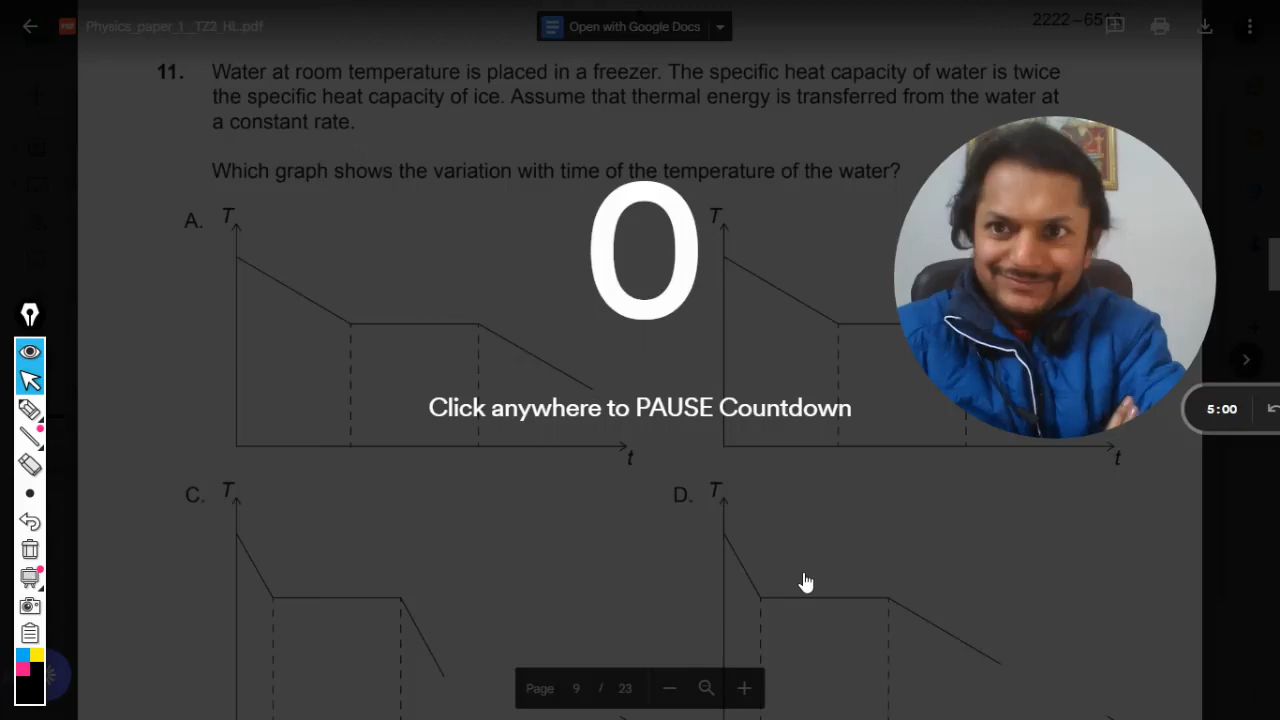 Physics_paper_1__TZ2_HL.pdf
Open with Google Docs
2222–651
11. Water at room temperature is placed in a freezer. The specific heat capacity of water is twice
the specific heat capacity of ice. Assume that thermal energy is transferred from the water at
a constant rate.
Which graph shows the variation with time of the temperature of the water?
0
A. T
T
Click anywhere to PAUSE Countdown
5:00
t
t
C. T
D. T
Page 9 / 23